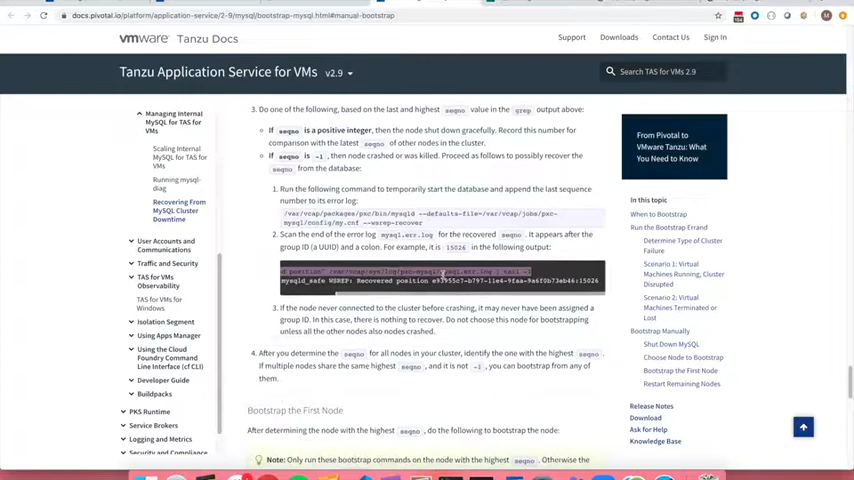 docs.pivotal.io/platform/application-service/2-9/mysql/bootstrap-mysql.html#manual-bootstrap
vmware Tanzu Docs
Support
Downloads
Contact Us
Sign In
Tanzu Application Service for VMs v2.9
Search TAS for VMs 2.9
Managing Internal
MySQL for TAS for
VMs
Scaling Internal
MySQL for TAS for
VMs
Running mysql-
diag
Recovering From
MySQL Cluster
Downtime
User Accounts and
Communications
Traffic and Security
TAS for VMs
Observability
TAS for VMs for
Windows
Isolation Segment
Using Apps Manager
Using the Cloud
Foundry Command
Line Interface (cf CLI)
Developer Guide
Buildpacks
PKS Runtime
Service Brokers
Logging and Metrics
Security and Compliance
3. Do one of the following, based on the last and highest seqno value in the grep output above:
If seqno is a positive integer, then the node shut down gracefully. Record this number for
comparison with the latest seqno of other nodes in the cluster.
If seqno is -1, then node crashed or was killed. Proceed as follows to possibly recover the
seqno from the database:
1. Run the following command to temporarily start the database and append the last sequence
number to its error log:
/var/vcap/packages/pxc/bin/mysqld --defaults-file=/var/vcap/jobs/pxc-
mysql/config/my.cnf --wsrep-recover
2. Scan the end of the error log mysql.err.log for the recovered seqno. It appears after the
group ID (a UUID) and a colon. For example, it is 15026 in the following output:
d position" /var/vcap/sys/log/pxc-mysql/mysql.err.log | tail -1
mysqld_safe WSREP: Recovered position e93955c7-b797-11e4-9faa-9a6f0b73eb46:15026
3. If the node never connected to the cluster before crashing, it may never have been assigned a
group ID. In this case, there is nothing to recover. Do not choose this node for bootstrapping
unless all the other nodes also nodes crashed.
4. After you determine the seqno for all nodes in your cluster, identify the one with the highest seqno.
If multiple nodes share the same highest seqno, and it is not -1, you can bootstrap from any of
them.
Bootstrap the First Node
After determining the node with the highest seqno, do the following to bootstrap the node:
Note: Only run these bootstrap commands on the node with the highest seqno. Otherwise the
From Pivotal to
VMware Tanzu: What
You Need to Know
In this topic
When to Bootstrap
Run the Bootstrap Errand
Determine Type of Cluster
Failure
Scenario 1: Virtual
Machines Running, Cluster
Disrupted
Scenario 2: Virtual
Machines Terminated or
Lost
Bootstrap Manually
Shut Down MySQL
Choose Node to Bootstrap
Bootstrap the First Node
Restart Remaining Nodes
Release Notes
Download
Ask for Help
Knowledge Base